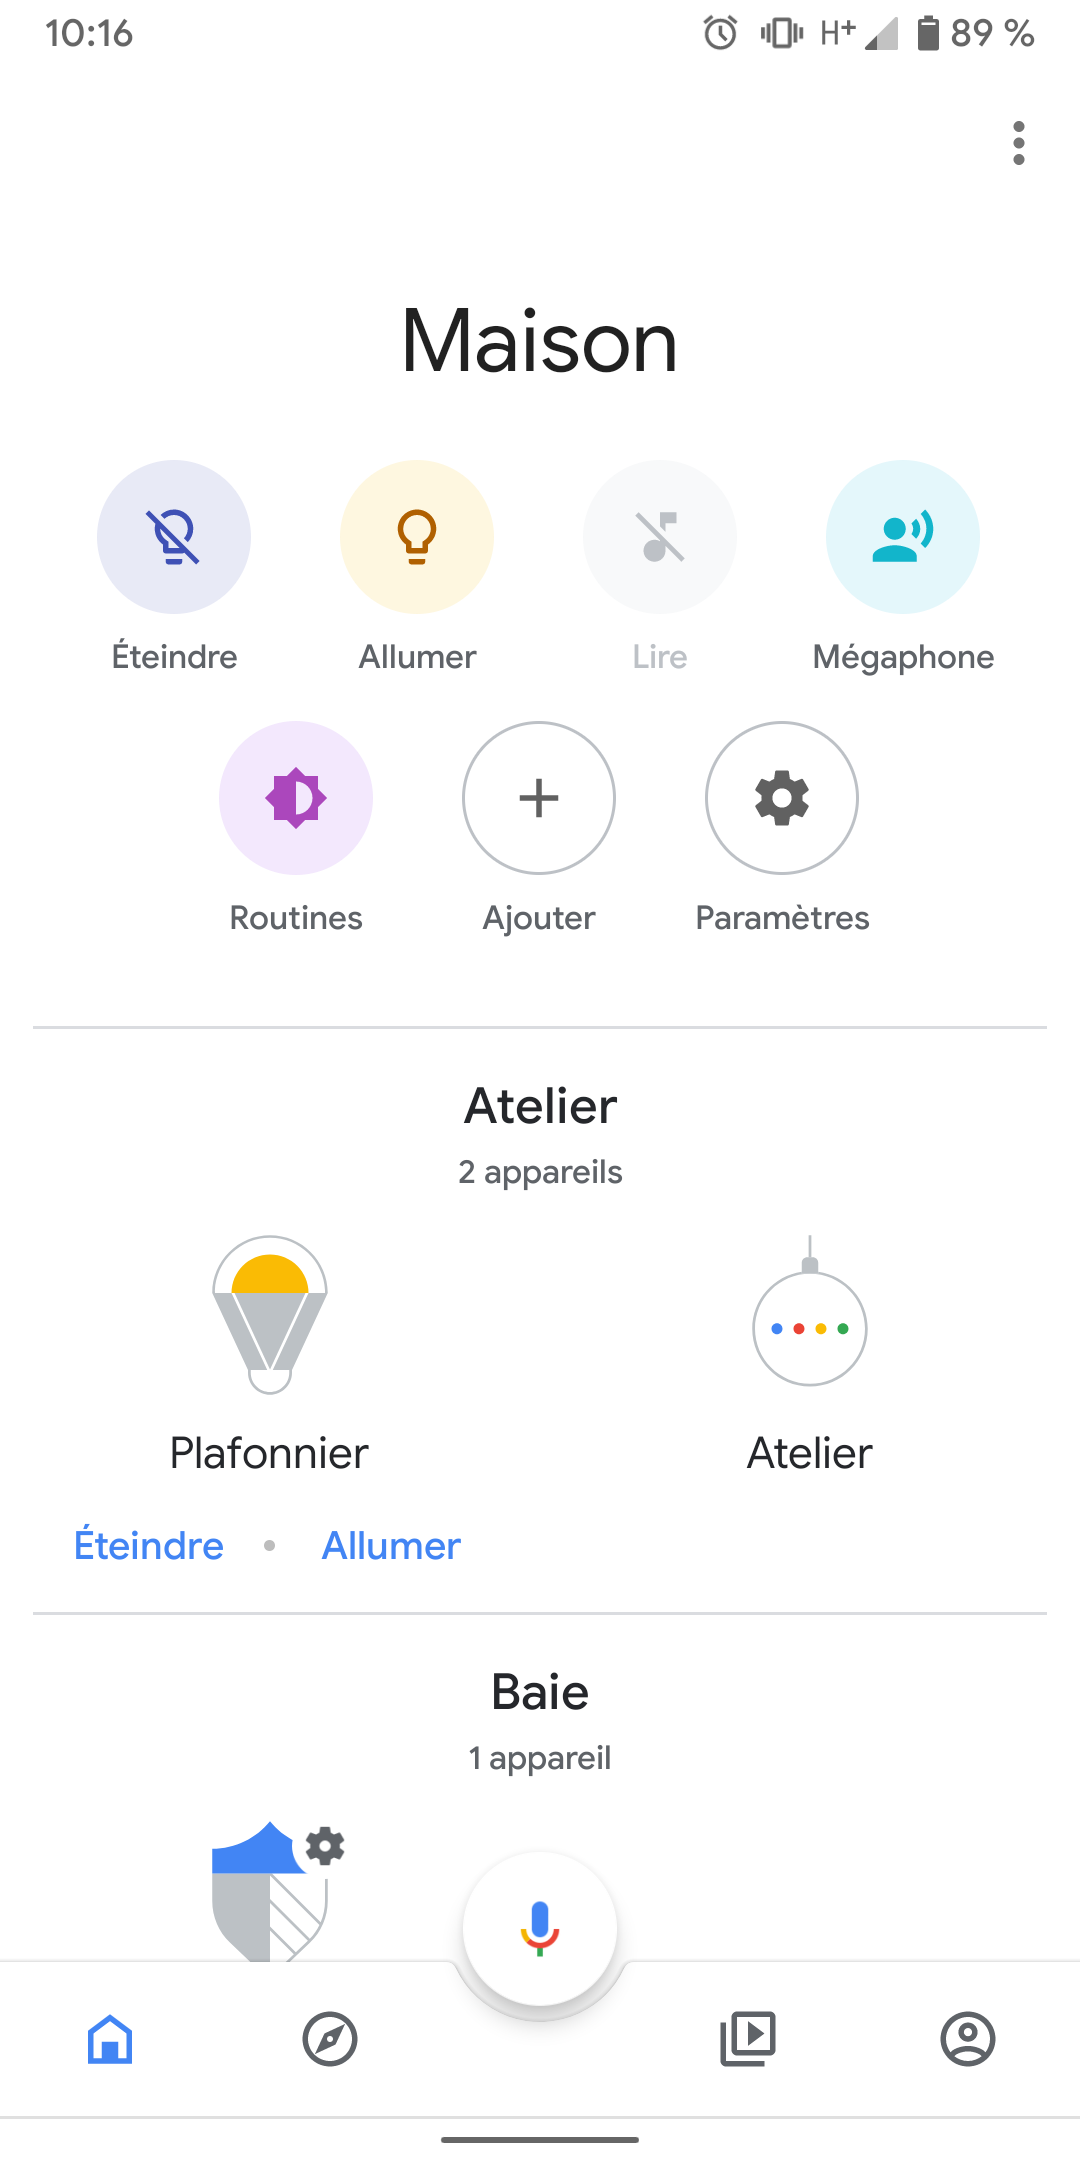 10:16
H+ 89 %
Maison
Éteindre
Allumer
Lire
Mégaphone
Routines
Ajouter
Paramètres
Atelier
2 appareils
Plafonnier
Atelier
Éteindre • Allumer
Baie
1 appareil